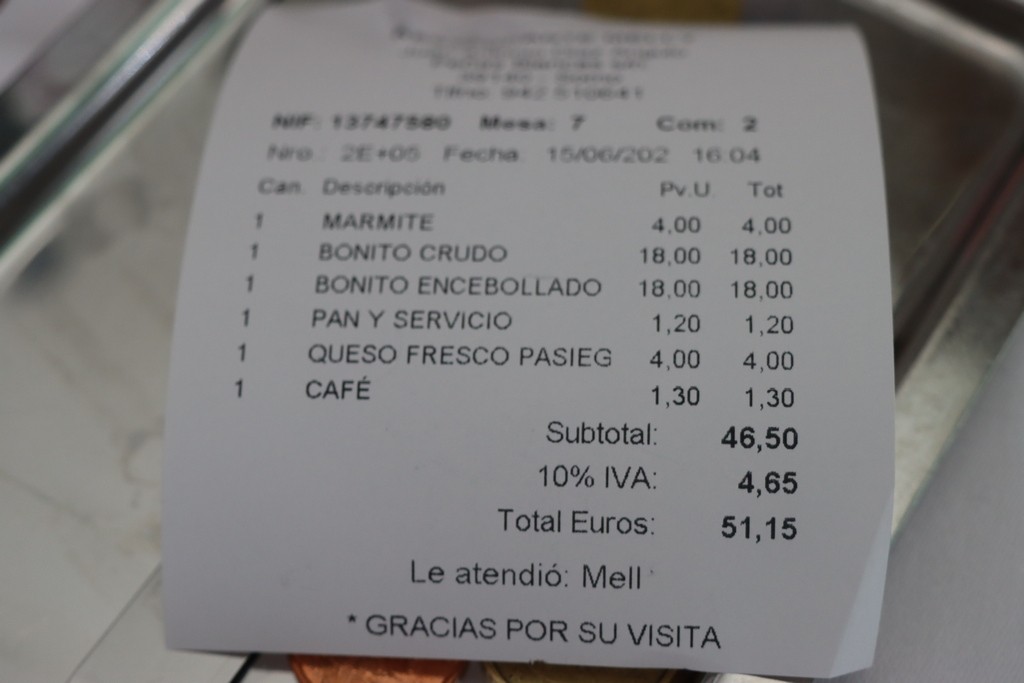 NIF: 13747580 Mesa: 7 Com: 2
Nro.: 2E+05 Fecha: 15/06/202 16:04
Can. Descripción Pv.U. Tot
1 MARMITE 4,00 4,00
1 BONITO CRUDO 18,00 18,00
1 BONITO ENCEBOLLADO 18,00 18,00
1 PAN Y SERVICIO 1,20 1,20
1 QUESO FRESCO PASIEG 4,00 4,00
1 CAFÉ 1,30 1,30
Subtotal: 46,50
10% IVA: 4,65
Total Euros: 51,15
Le atendió: Mell
* GRACIAS POR SU VISITA